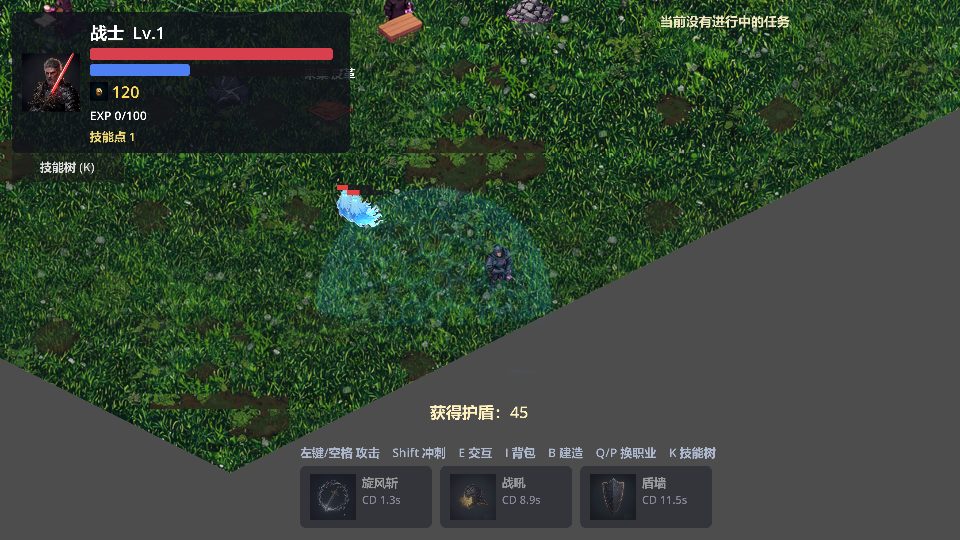 战士 Lv.1
当前没有进行中的任务
120
EXP 0/100
技能点 1
技能树 (K)
获得护盾：45
左键/空格 攻击 Shift 冲刺 E 交互 I 背包 B 建造 Q/P 换职业 K 技能树
旋风斩
CD 1.3s
战吼
CD 8.9s
盾墙
CD 11.5s